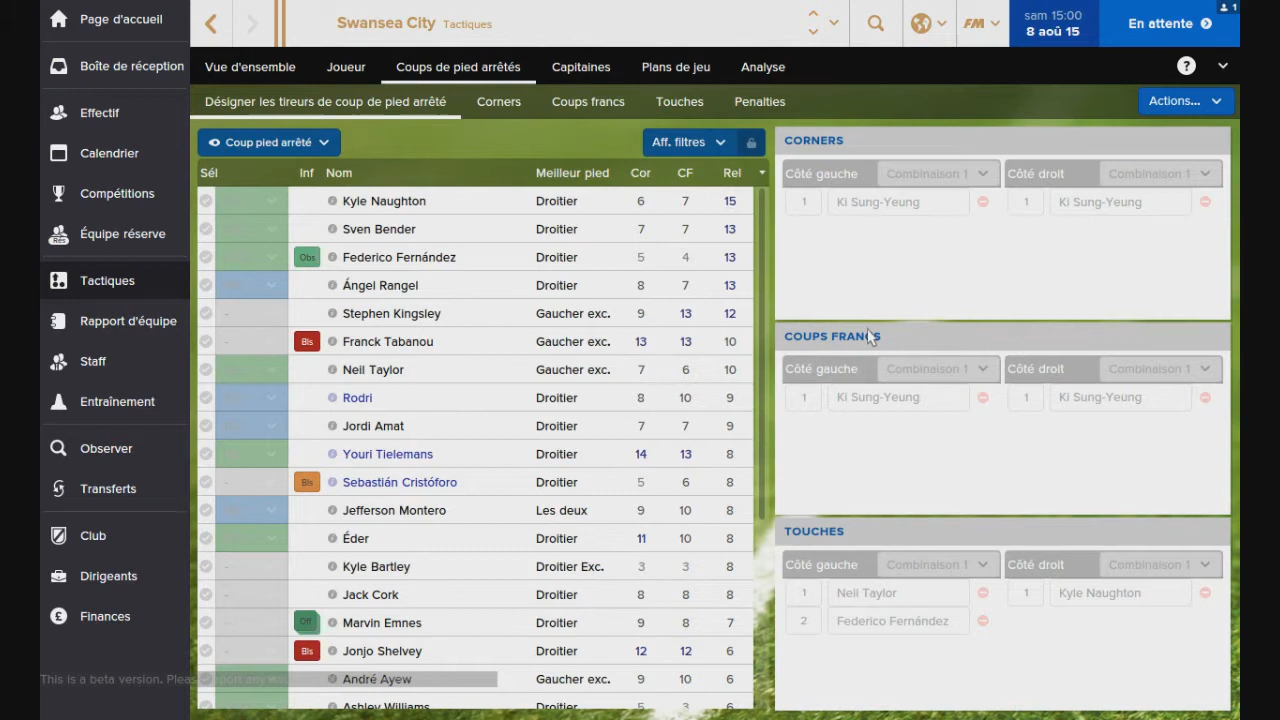 Page d'accueil
Boîte de réception
Effectif
Calendrier
Compétitions
Rés
Équipe réserve
Tactiques
Rapport d'équipe
Staff
Entraînement
Observer
Transferts
Club
Dirigeants
Finances
Swansea City Tactiques
FM
sam 15:00
8 aoû 15
1
En attente
Vue d'ensemble Joueur Coups de pied arrêtés Capitaines Plans de jeu Analyse
?
Désigner les tireurs de coup de pied arrêté Corners Coups francs Touches Penalties
Actions...
Coup pied arrêté
Aff. filtres
Sél Inf Nom Meilleur pied Cor CF Rel
Kyle Naughton Droitier 6 7 15
Sven Bender Droitier 7 7 13
Obs Federico Fernández Droitier 5 4 13
Ángel Rangel Droitier 8 7 13
- Stephen Kingsley Gaucher exc. 9 13 12
- Bls Franck Tabanou Gaucher exc. 13 13 10
Neil Taylor Gaucher exc. 7 6 10
Rodri Droitier 8 10 9
Jordi Amat Droitier 7 7 9
Youri Tielemans Droitier 14 13 8
- Bls Sebastián Cristóforo Droitier 5 6 8
Jefferson Montero Les deux 9 10 8
Éder Droitier 11 10 8
- Kyle Bartley Droitier Exc. 3 3 8
- Jack Cork Droitier 8 8 8
- Off Marvin Emnes Droitier 9 8 7
- Bls Jonjo Shelvey Droitier 12 12 6
André Ayew Gaucher exc. 9 10 6
Ashley Williams Droitier 5 3 6
This is a beta version. Please report any
CORNERS
Côté gauche Combinaison 1 Côté droit Combinaison 1
1 Ki Sung-Yeung 1 Ki Sung-Yeung
COUPS FRANCS
Côté gauche Combinaison 1 Côté droit Combinaison 1
1 Ki Sung-Yeung 1 Ki Sung-Yeung
TOUCHES
Côté gauche Combinaison 1 Côté droit Combinaison 1
1 Neil Taylor 1 Kyle Naughton
2 Federico Fernández